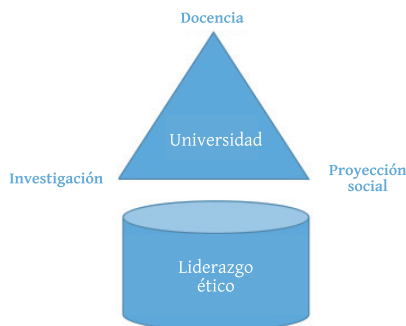 Docencia
Universidad
Investigación
Proyección
social
Liderazgo
ético